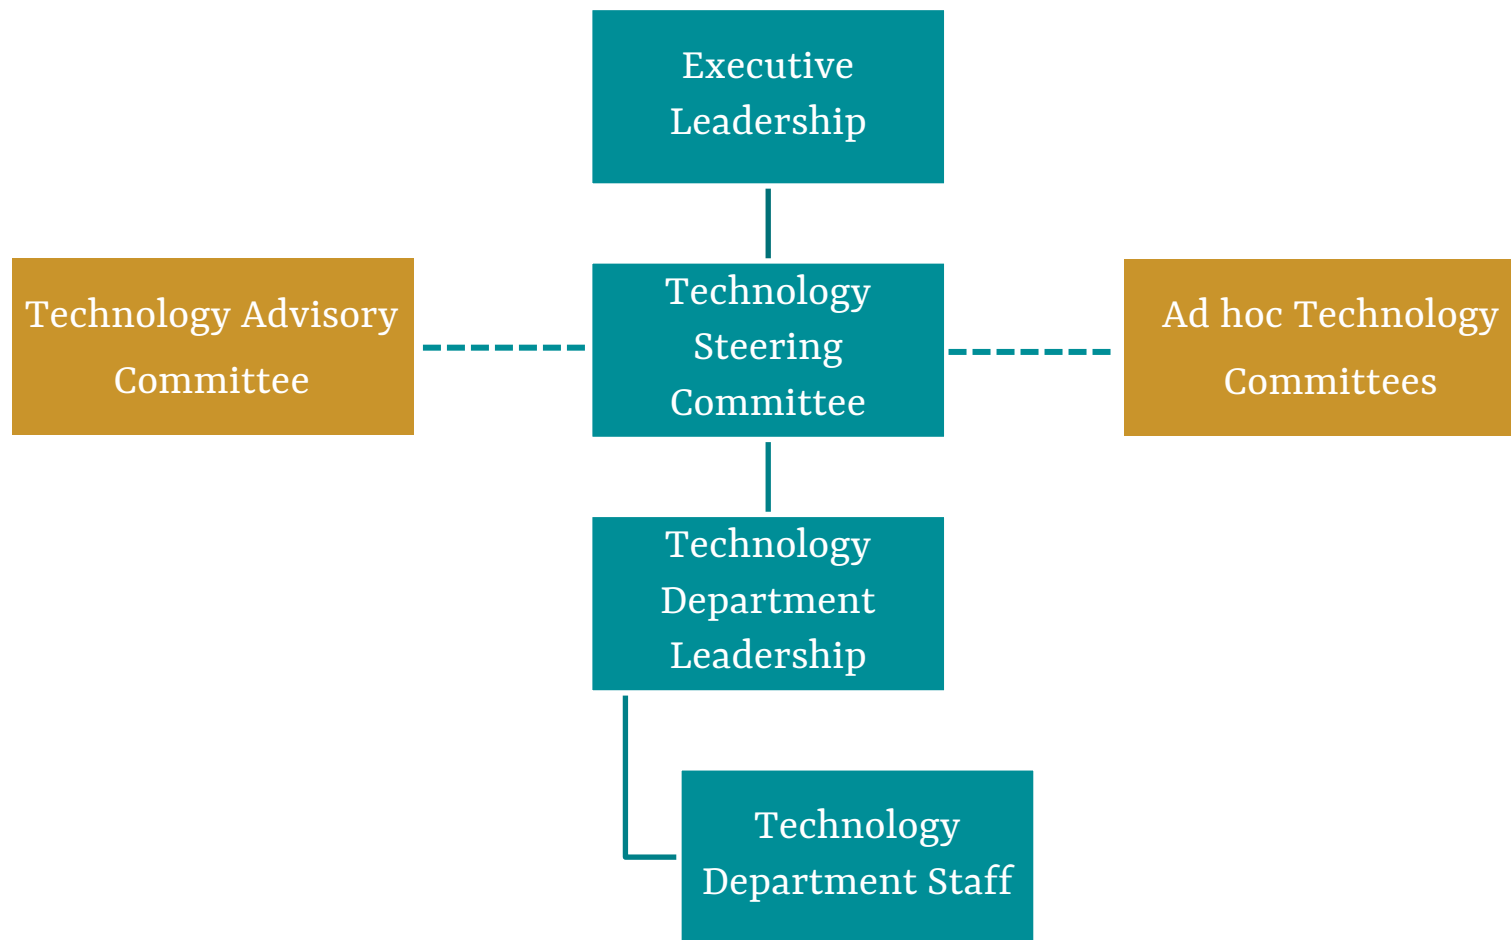 Executive
Leadership
Technology Advisory
Committee
Technology
Steering
Committee
Ad hoc Technology
Committees
Technology
Department
Leadership
Technology
Department Staff